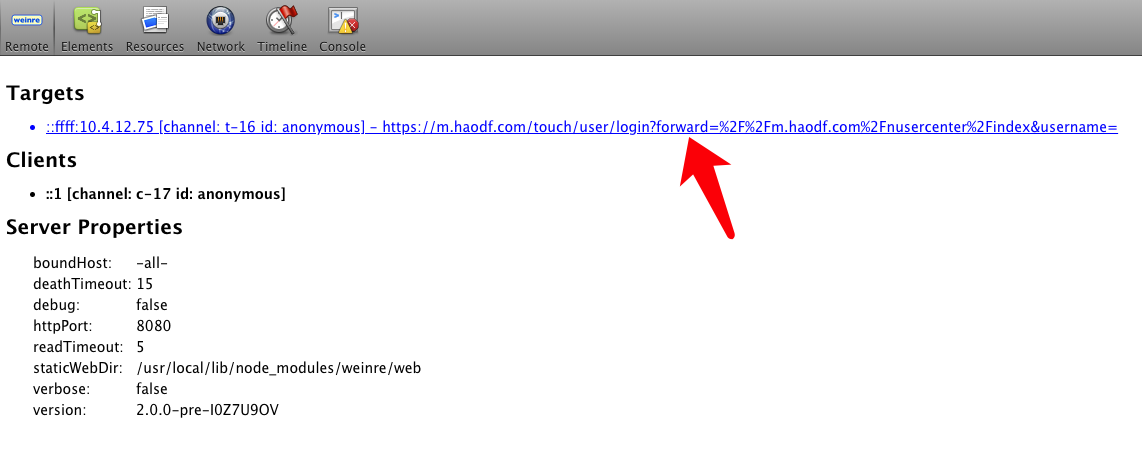 weinre
Remote Elements Resources Network Timeline Console
Targets
• ::ffff:10.4.12.75 [channel: t-16 id: anonymous] - https://m.haodf.com/touch/user/login?forward=%2F%2Fm.haodf.com%2Fnusercenter%2Findex&username=
Clients
• ::1 [channel: c-17 id: anonymous]
Server Properties
boundHost: -all-
deathTimeout: 15
debug: false
httpPort: 8080
readTimeout: 5
staticWebDir: /usr/local/lib/node_modules/weinre/web
verbose: false
version: 2.0.0-pre-I0Z7U9OV